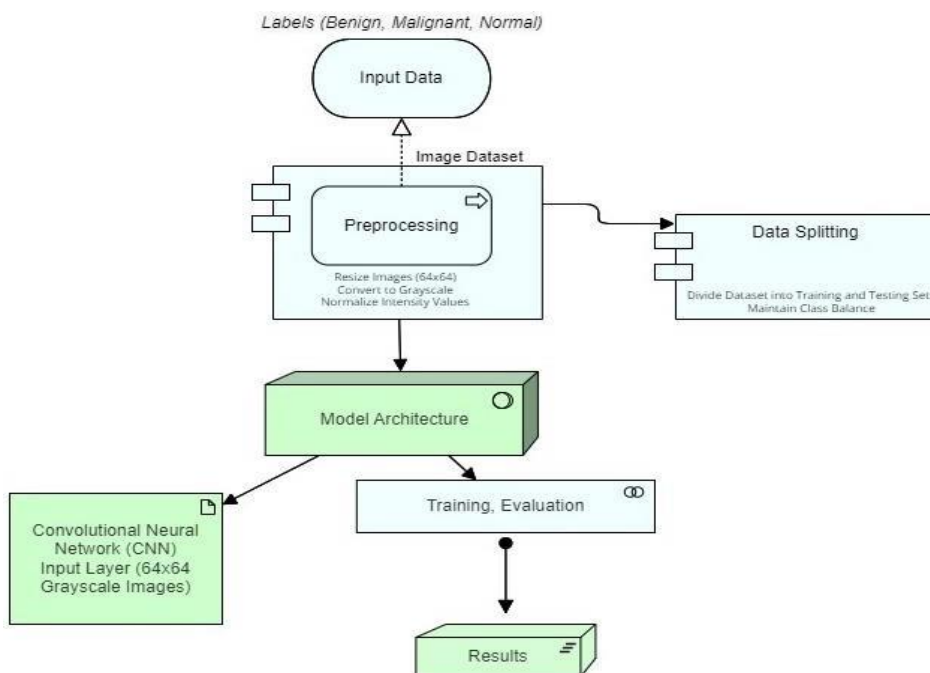 Labels (Benign, Malignant, Normal)
Input Data
Image Dataset
Preprocessing
Resize Images (64x64)
Convert to Grayscale
Normalize Intensity Values
Data Splitting
Divide Dataset into Training and Testing Set
Maintain Class Balance
Model Architecture
Convolutional Neural
Network (CNN)
Input Layer (64x64
Grayscale Images)
Training, Evaluation
Results